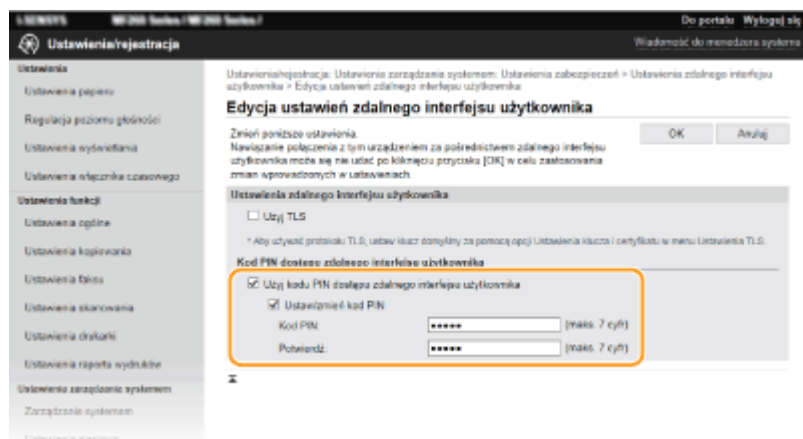 Do portalu Wyloguj się
Ustawienia/rejestracja
Wiadomość do menedżera systemu
Ustawienia
Ustawienia papieru
Regulacja poziomu głośności
Ustawienia wyświetlania
Ustawienia włącznika czasowego
Ustawienia funkcji
Ustawienia ogólne
Ustawienia kopiowania
Ustawienia faksu
Ustawienia skanowania
Ustawienia drukarki
Ustawienia raportu wydruków
Ustawienia zarządzania systemem
Zarządzanie systemem
Ustawienia/rejestracja: Ustawienia zarządzania systemem: Ustawienia zabezpieczeń > Ustawienia zdalnego interfejsu
użytkownika > Edycja ustawień zdalnego interfejsu użytkownika
Edycja ustawień zdalnego interfejsu użytkownika
Zmień poniższe ustawienia.
OK Anuluj
Nawiązanie połączenia z tym urządzeniem za pośrednictwem zdalnego interfejsu
użytkownika może się nie udać po kliknięciu przycisku [OK] w celu zastosowania
zmian wprowadzonych w ustawieniach.
Ustawienia zdalnego interfejsu użytkownika
Użyj TLS
* Aby używać protokołu TLS, ustaw klucz domyślny za pomocą opcji Ustawienia klucza i certyfikatu w menu Ustawienia TLS.
Kod PIN dostępu zdalnego interfejsu użytkownika
Użyj kodu PIN dostępu zdalnego interfejsu użytkownika
Ustaw/zmień kod PIN
Kod PIN: ••••• (maks. 7 cyfr)
Potwierdź: ••••• (maks. 7 cyfr)